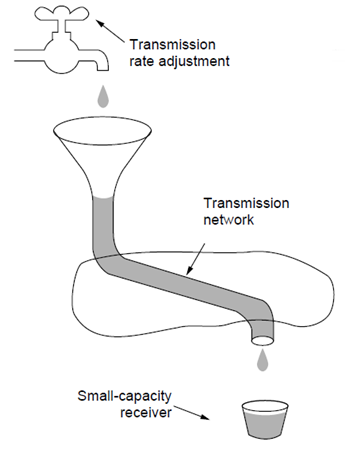 Transmission
rate adjustment
Transmission
network
Small-capacity
receiver